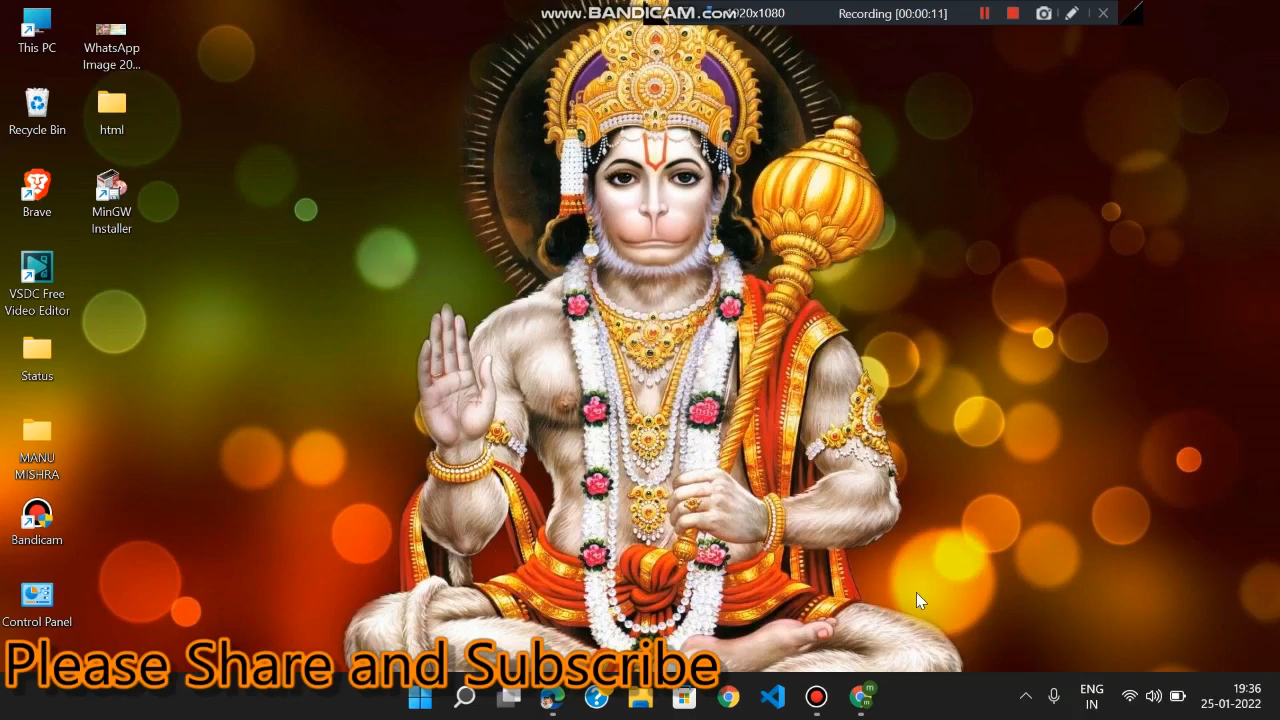 www.BANDICAM.com
1920x1080
Recording [00:00:11]
This PC
WhatsApp
Image 20...
Recycle Bin
html
Brave
MinGW
Installer
VSDC Free
Video Editor
Status
MANU
MISHRA
Bandicam
Control Panel
Please Share and Subscribe
ENG
IN
19:36
25-01-2022